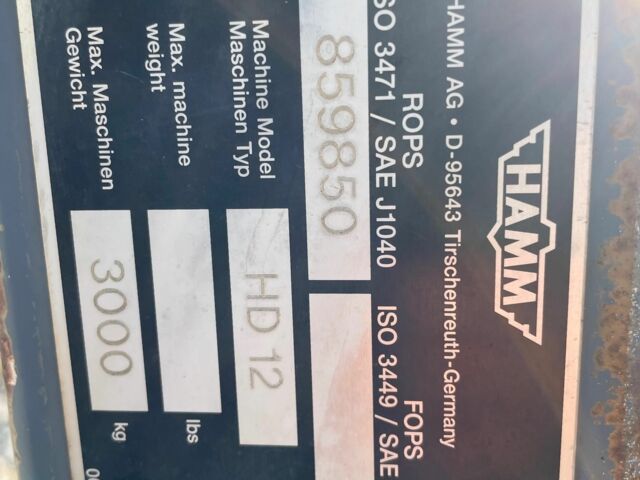 HAMM
HAMM AG • D-95643 Tirschenreuth-Germany
ROPS FOPS
ISO 3471 / SAE J1040 ISO 3449 / SAE
859850
Machine Model
Maschinen Typ HD 12
Max. machine
weight lbs
Max. Maschinen
Gewicht 3000 kg